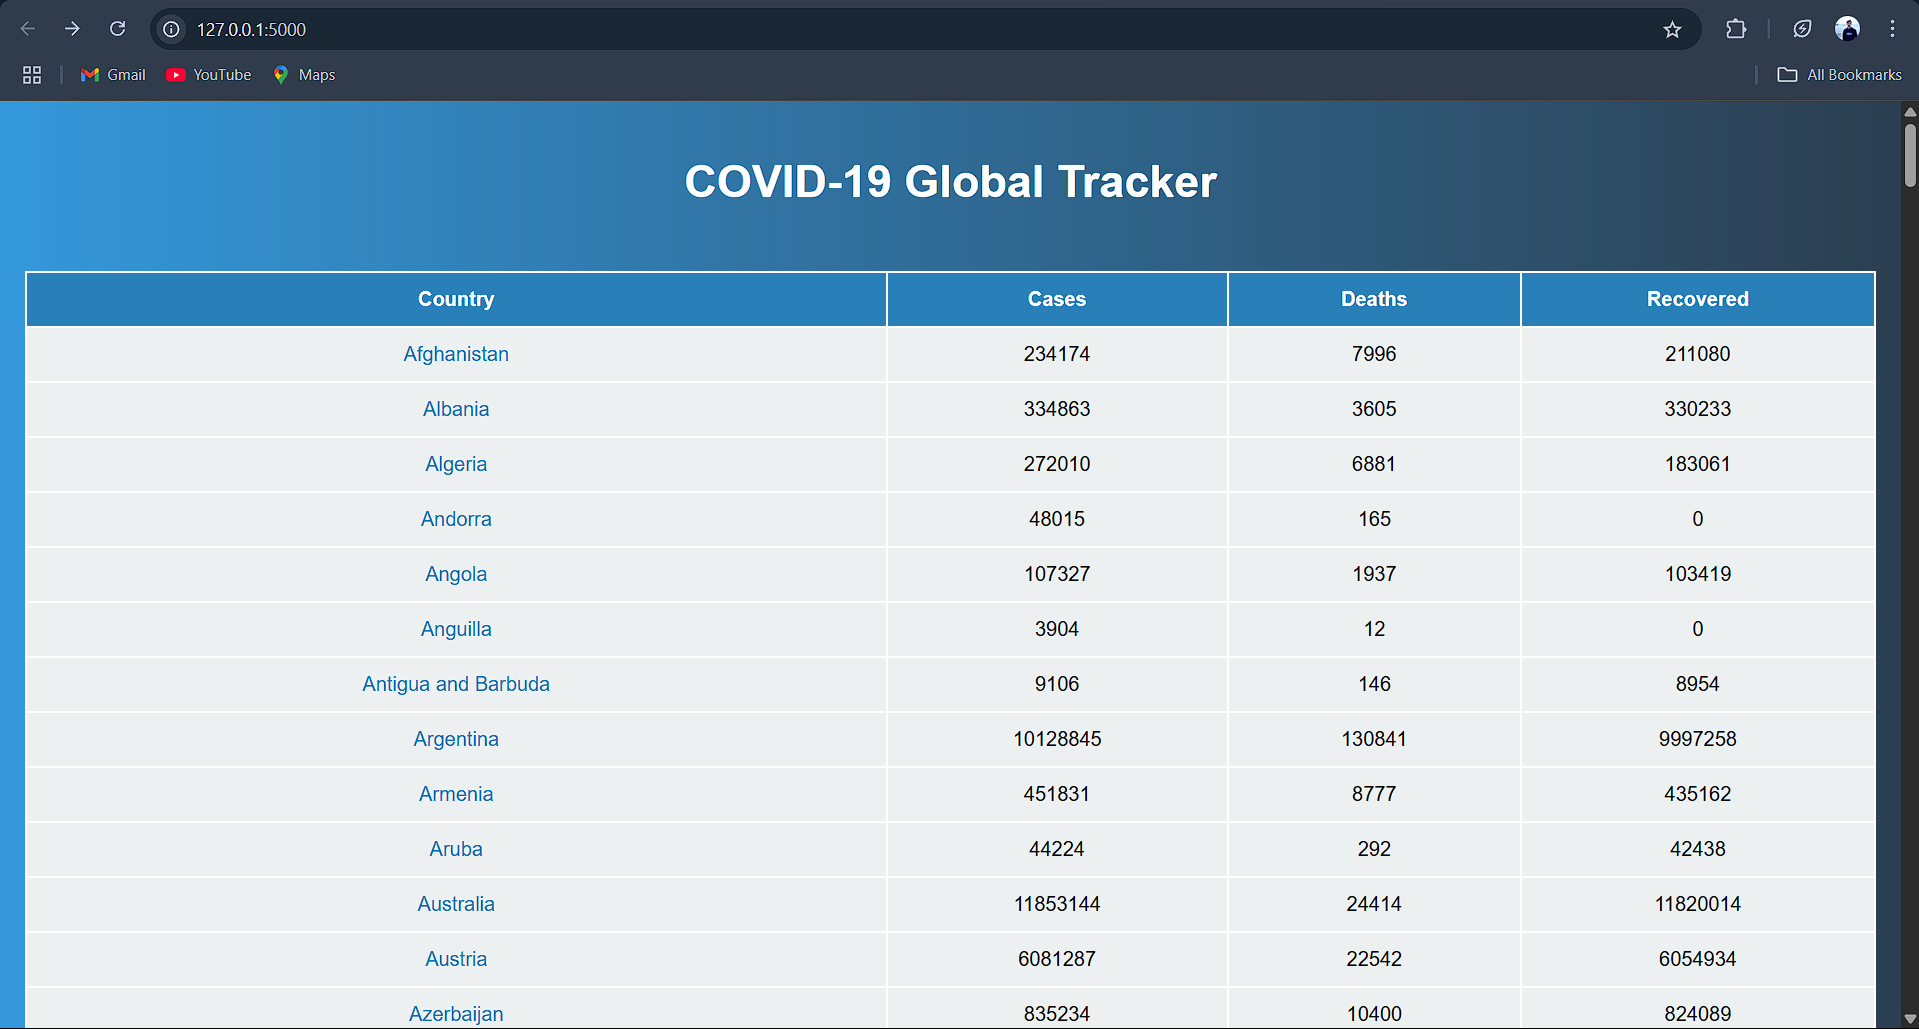 127.0.0.1:5000
Gmail YouTube Maps All Bookmarks
COVID-19 Global Tracker
Country Cases Deaths Recovered
Afghanistan 234174 7996 211080
Albania 334863 3605 330233
Algeria 272010 6881 183061
Andorra 48015 165 0
Angola 107327 1937 103419
Anguilla 3904 12 0
Antigua and Barbuda 9106 146 8954
Argentina 10128845 130841 9997258
Armenia 451831 8777 435162
Aruba 44224 292 42438
Australia 11853144 24414 11820014
Austria 6081287 22542 6054934
Azerbaijan 835234 10400 824089